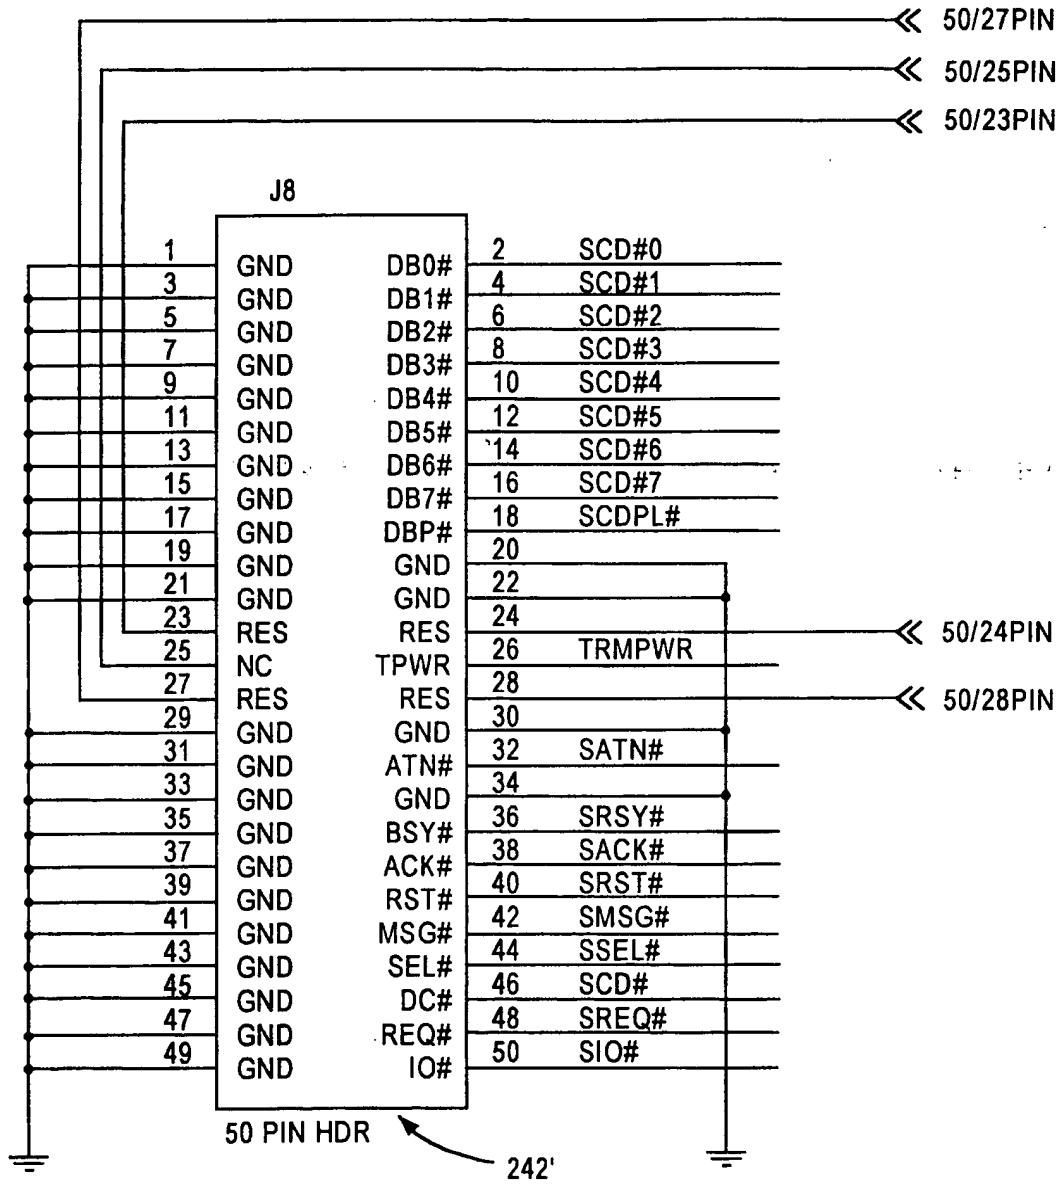 50/27PIN
50/25PIN
50/23PIN
J8
1 GND DB0# 2 SCD#0
3 GND DB1# 4 SCD#1
5 GND DB2# 6 SCD#2
7 GND DB3# 8 SCD#3
9 GND DB4# 10 SCD#4
11 GND DB5# 12 SCD#5
13 GND DB6# 14 SCD#6
15 GND DB7# 16 SCD#7
17 GND DBP# 18 SCDPL#
19 GND GND 20
21 GND GND 22
23 RES RES 24 50/24PIN
25 NC TPWR 26 TRMPWR
27 RES RES 28 50/28PIN
29 GND GND 30
31 GND ATN# 32 SATN#
33 GND GND 34
35 GND BSY# 36 SRSY#
37 GND ACK# 38 SACK#
39 GND RST# 40 SRST#
41 GND MSG# 42 SMSG#
43 GND SEL# 44 SSEL#
45 GND DC# 46 SCD#
47 GND REQ# 48 SREQ#
49 GND IO# 50 SIO#
50 PIN HDR
242'